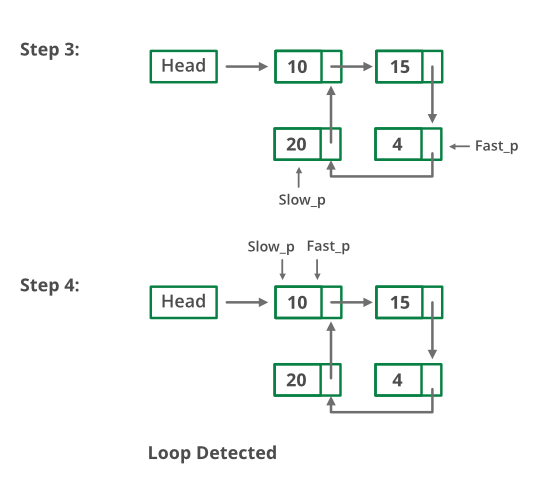 Step 3:
Head 10 15
20 4 Fast_p
Slow_p
Slow_p Fast_p
Step 4:
Head 10 15
20 4
Loop Detected